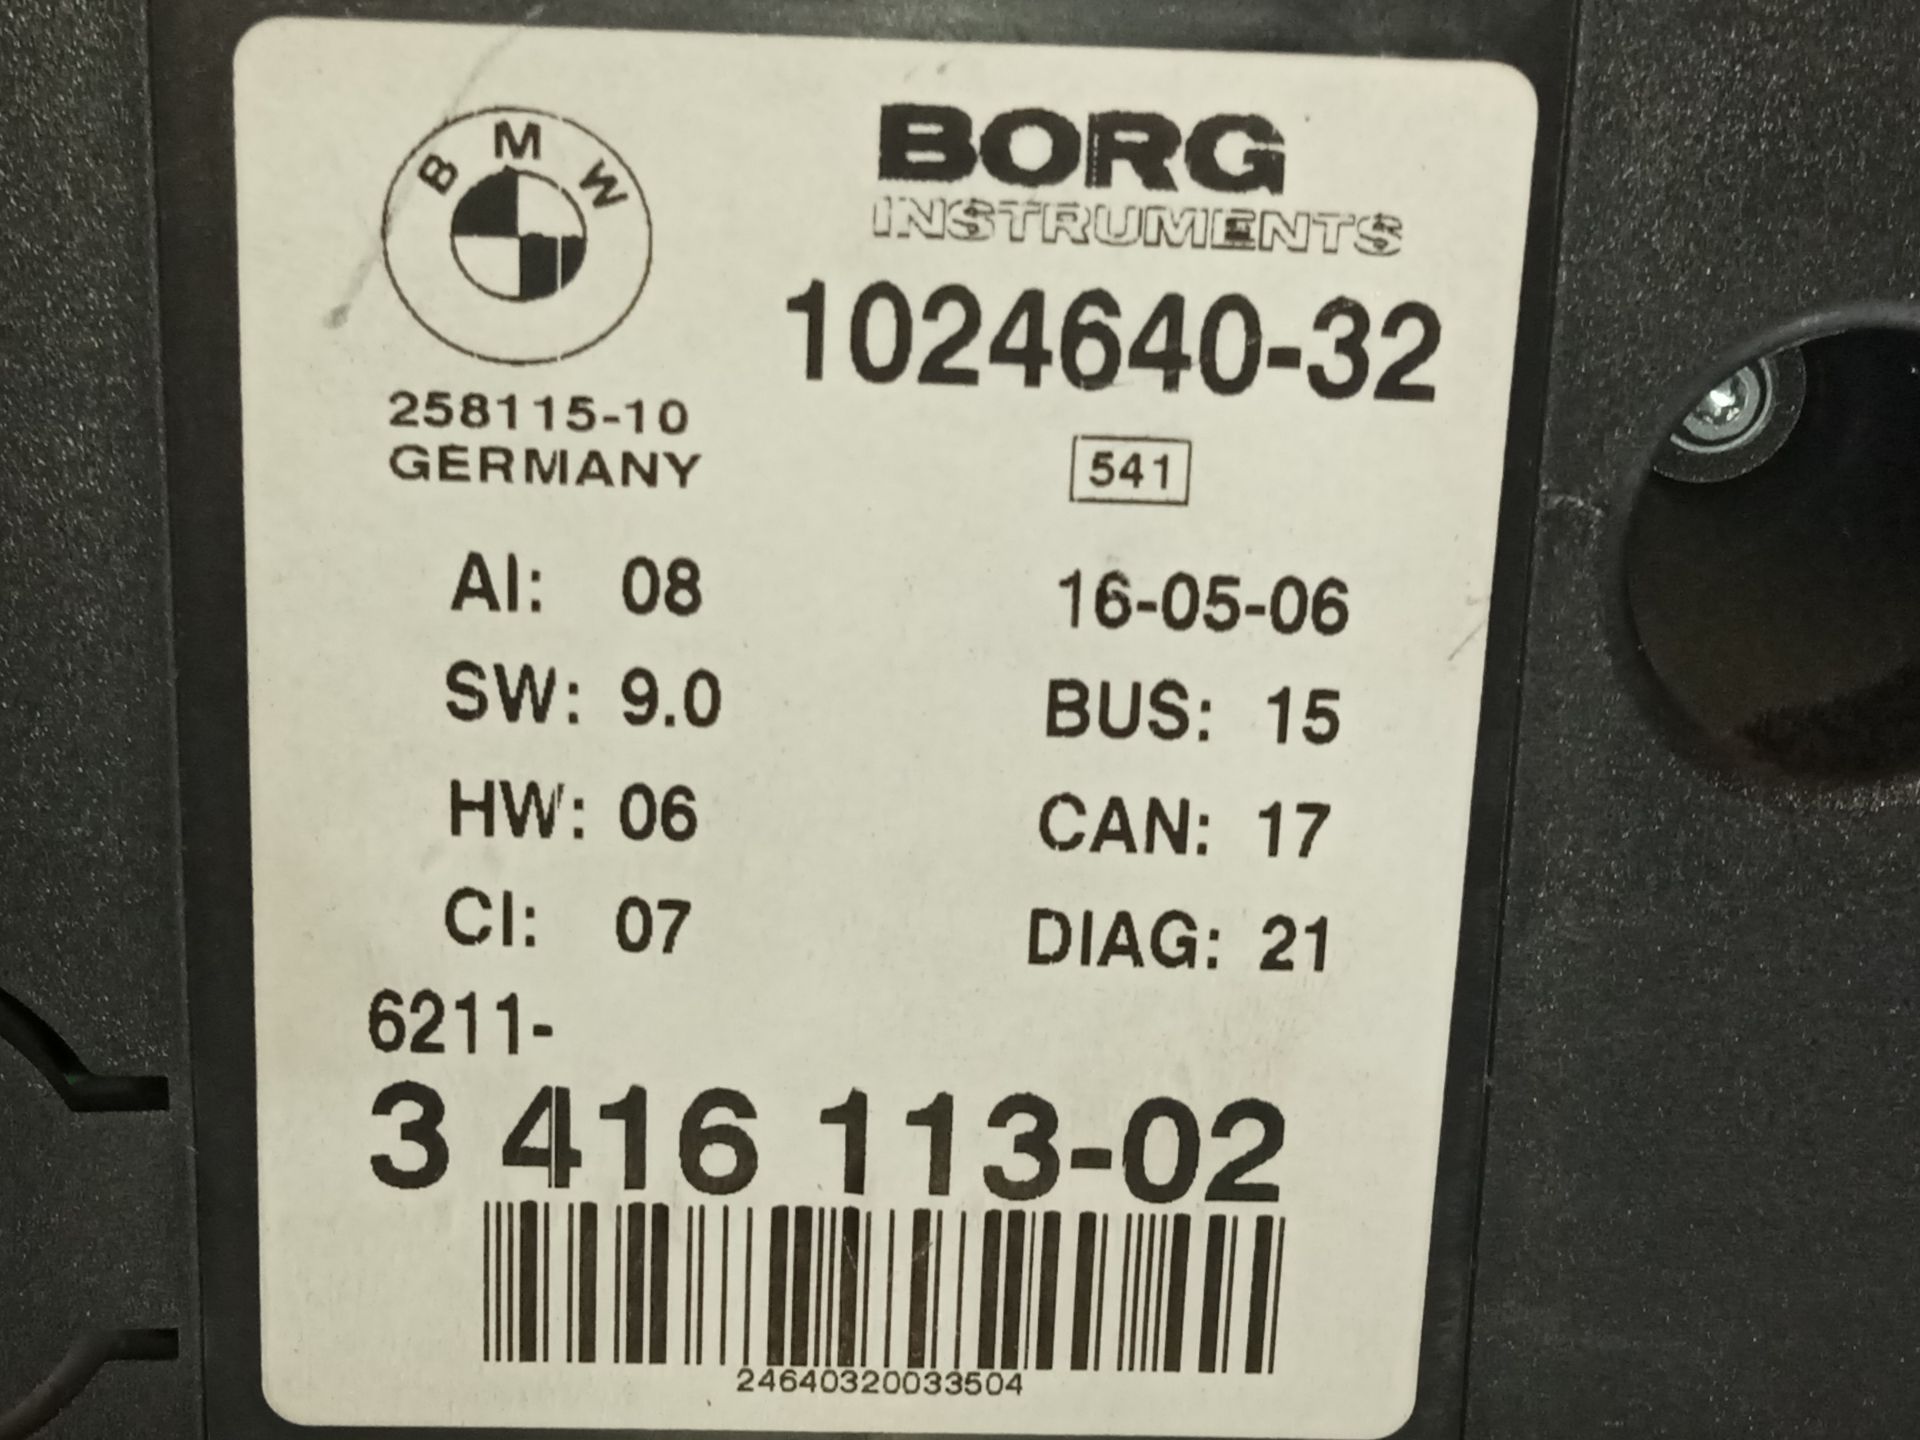 BMW
BORG
INSTRUMENTS
1024640-32
258115-10
GERMANY
541
AI: 08
16-05-06
SW: 9.0
BUS: 15
HW: 06
CAN: 17
CI: 07
DIAG: 21
6211-
3 416 113-02
24640320033504